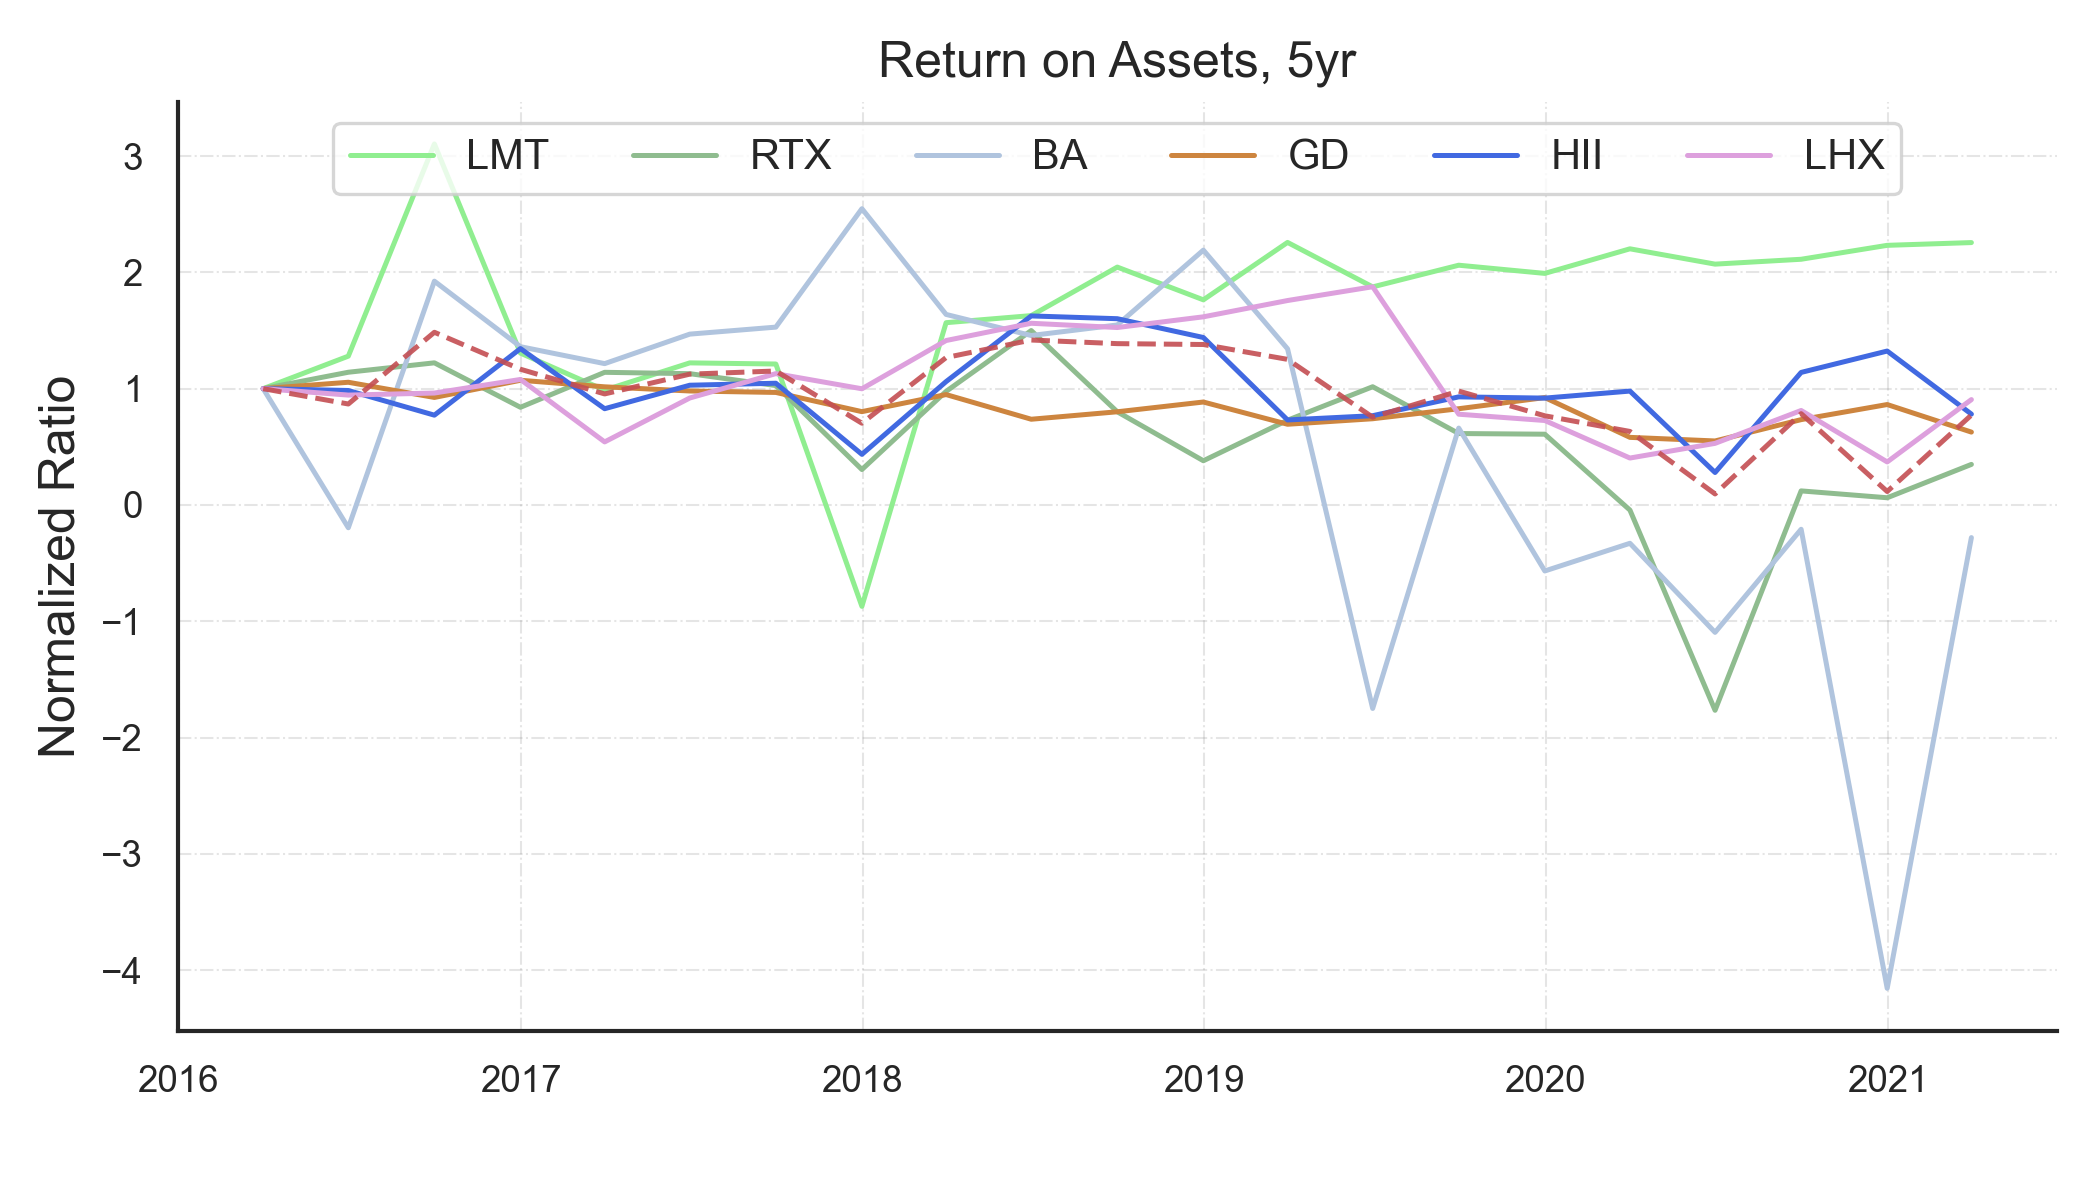 Return on Assets, 5yr
LMT RTX BA GD HII LHX
Normalized Ratio
3
2
1
0
−1
−2
−3
−4
2016 2017 2018 2019 2020 2021